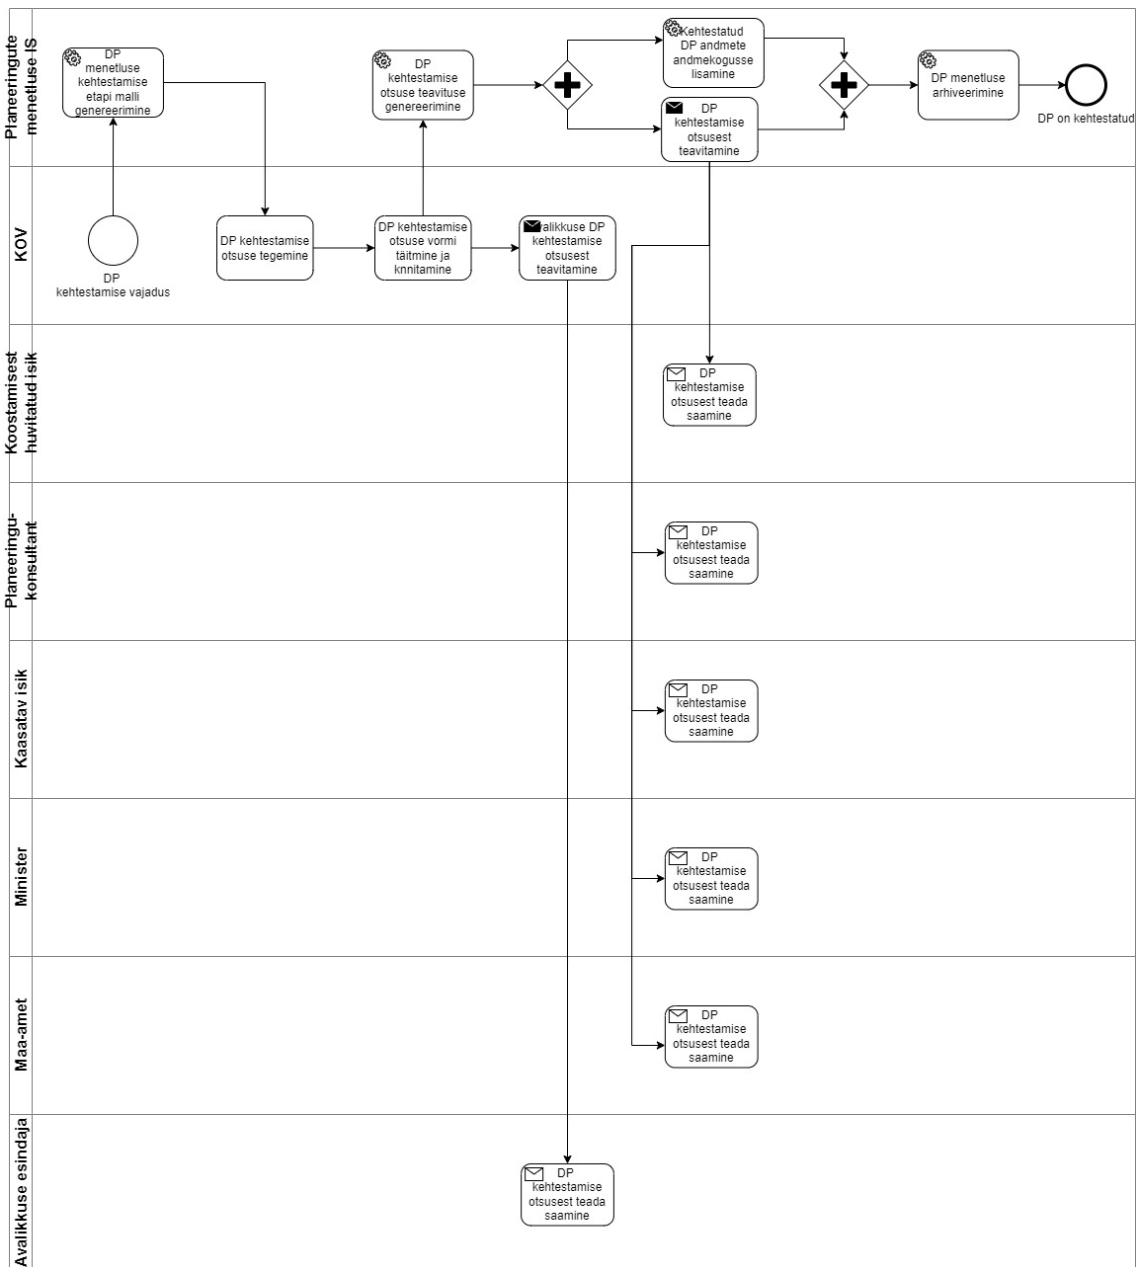 Planeeringute
menetluse IS
DP
menetluse
kehtestamise
etapi malli
genereerimine
DP
kehtestamise
otsuse teavituse
genereerimine
Kehtestatud
DP andmete
andmekogusse
lisamine
DP
kehtestamise
otsusest
teavitamine
DP menetluse
arhiveerimine
DP on kehtestatud
KOV
DP
kehtestamise vajadus
DP kehtestamise
otsuse tegemine
DP kehtestamise
otsuse vormi
täitmine ja
knnitamine
valikkuse DP
kehtestamise
otsusest
teavitamine
Koostamisest
huvitatud isik
DP
kehtestamise
otsusest teada
saamine
Planeeringu-
konsultant
DP
kehtestamise
otsusest teada
saamine
Kaasatav isik
DP
kehtestamise
otsusest teada
saamine
Minister
DP
kehtestamise
otsusest teada
saamine
Maa-amet
DP
kehtestamise
otsusest teada
saamine
Avalikkuse esindaja
DP
kehtestamise
otsusest teada
saamine